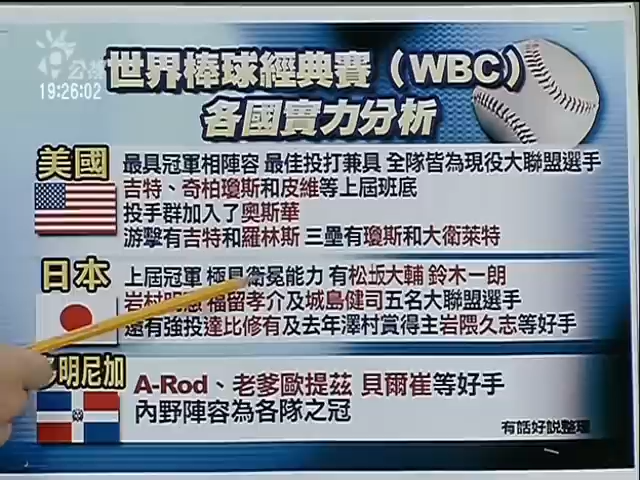 公視
19:26:02
世界棒球經典賽（WBC）
各國實力分析
美國
最具冠軍相陣容 最佳投打兼具 全隊皆為現役大聯盟選手
吉特、奇柏瓊斯和皮維等上屆班底
投手群加入了奧斯華
游擊有吉特和羅林斯 三壘有瓊斯和大衛萊特
日本
上屆冠軍 極具衛冕能力 有松坂大輔 鈴木一朗
岩村明憲 福留孝介及城島健司五名大聯盟選手
還有強投達比修有及去年澤村賞得主岩隈久志等好手
明尼加
A-Rod、老爹歐提茲 貝爾崔等好手
內野陣容為各隊之冠
有話好說整理